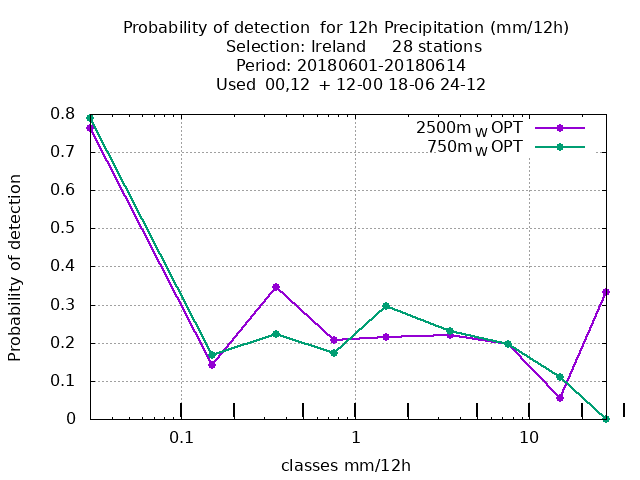 Probability of detection  for 12h Precipitation (mm/12h)
Selection: Ireland     28 stations
Period: 20180601-20180614
Used  00,12  + 12-00 18-06 24-12
2500m W OPT
750m W OPT
0.8
0.7
0.6
0.5
0.4
0.3
0.2
0.1
0
Probability of detection
0.1 1 10
classes mm/12h